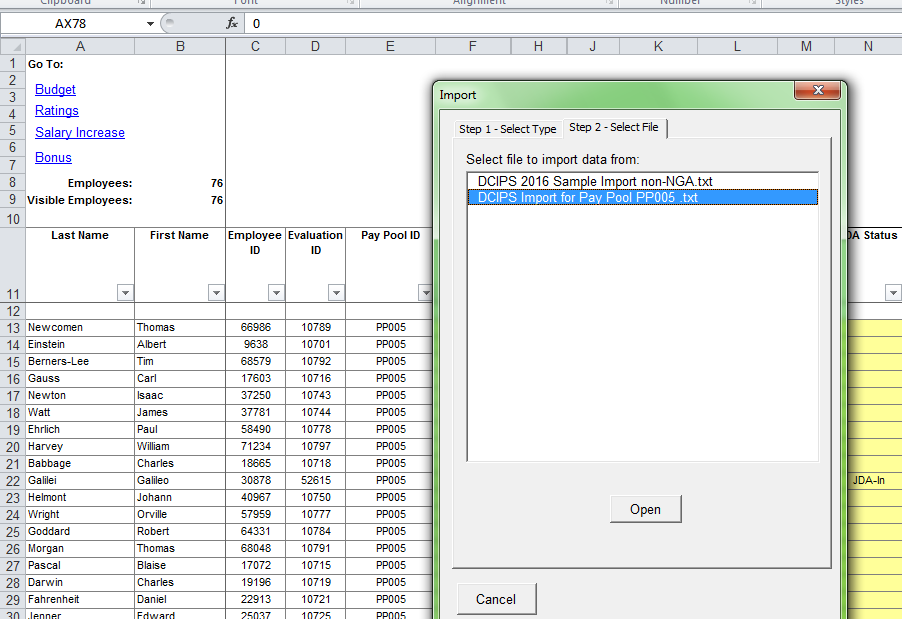 Clipboard Font Alignment Number Styles
AX78 fx 0
A B C D E F H J K L M N
1 Go To:
2 Budget
3
4 Ratings
5 Salary Increase
6
7 Bonus
8 Employees: 76
9 Visible Employees: 76
10
Last Name First Name Employee ID Evaluation ID Pay Pool ID DA Status
11
12
13 Newcomen Thomas 66986 10789 PP005
14 Einstein Albert 9638 10701 PP005
15 Berners-Lee Tim 68579 10792 PP005
16 Gauss Carl 17603 10716 PP005
17 Newton Isaac 37250 10743 PP005
18 Watt James 37781 10744 PP005
19 Ehrlich Paul 58490 10778 PP005
20 Harvey William 71234 10797 PP005
21 Babbage Charles 18665 10718 PP005
22 Galilei Galileo 30878 52615 PP005 JDA-In
23 Helmont Johann 40967 10750 PP005
24 Wright Orville 57959 10777 PP005
25 Goddard Robert 64331 10784 PP005
26 Morgan Thomas 68048 10791 PP005
27 Pascal Blaise 17072 10715 PP005
28 Darwin Charles 19196 10719 PP005
29 Fahrenheit Daniel 22913 10721 PP005
30 Jenner Edward 25037 10725 PP005
Import
Step 1 - Select Type Step 2 - Select File
Select file to import data from:
DCIPS 2016 Sample Import non-NGA.txt
DCIPS Import for Pay Pool PP005 .txt
Open
Cancel